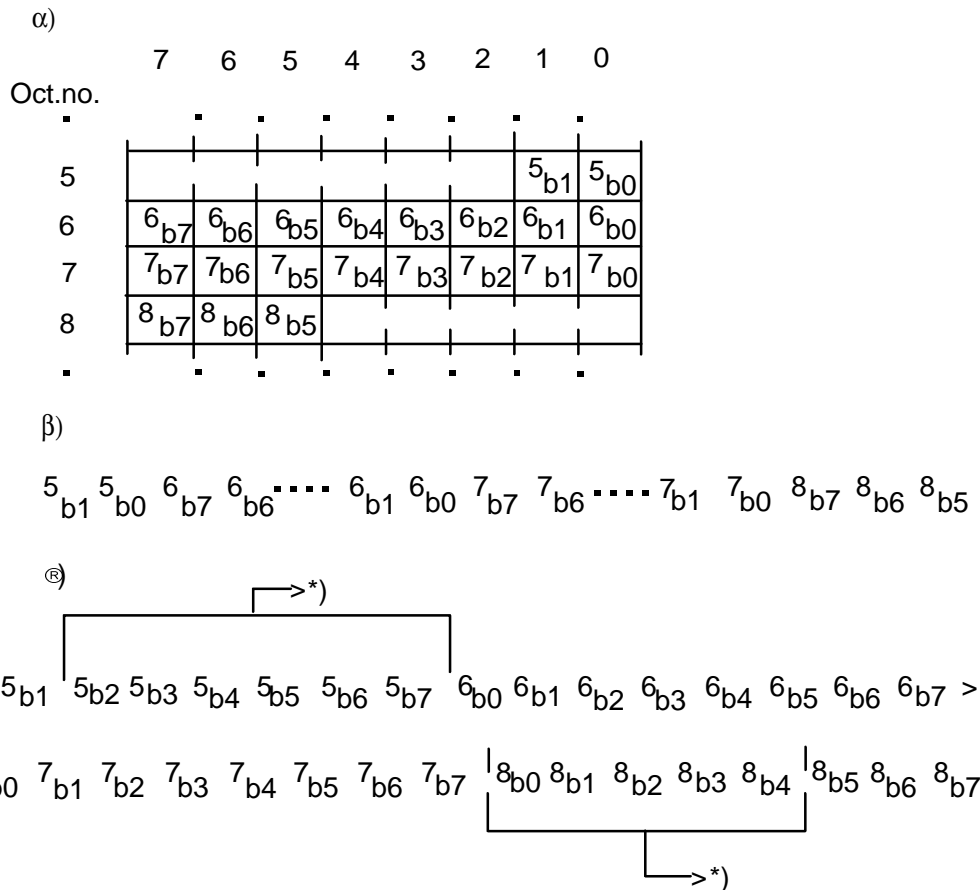 α)
7 6 5 4 3 2 1 0
Oct.no.
. . . . . . . .
5 5b1 5b0
6 6b7 6b6 6b5 6b4 6b3 6b2 6b1 6b0
7 7b7 7b6 7b5 7b4 7b3 7b2 7b1 7b0
8 8b7 8b6 8b5
. . . . . . . .
β)
5b1 5b0 6b7 6b6 .... 6b1 6b0 7b7 7b6 .... 7b1 7b0 8b7 8b6 8b5
®)
>*)
5b1 5b2 5b3 5b4 5b5 5b6 5b7 6b0 6b1 6b2 6b3 6b4 6b5 6b6 6b7 >
7b1 7b2 7b3 7b4 7b5 7b6 7b7 8b0 8b1 8b2 8b3 8b4 8b5 8b6 8b7
>*)